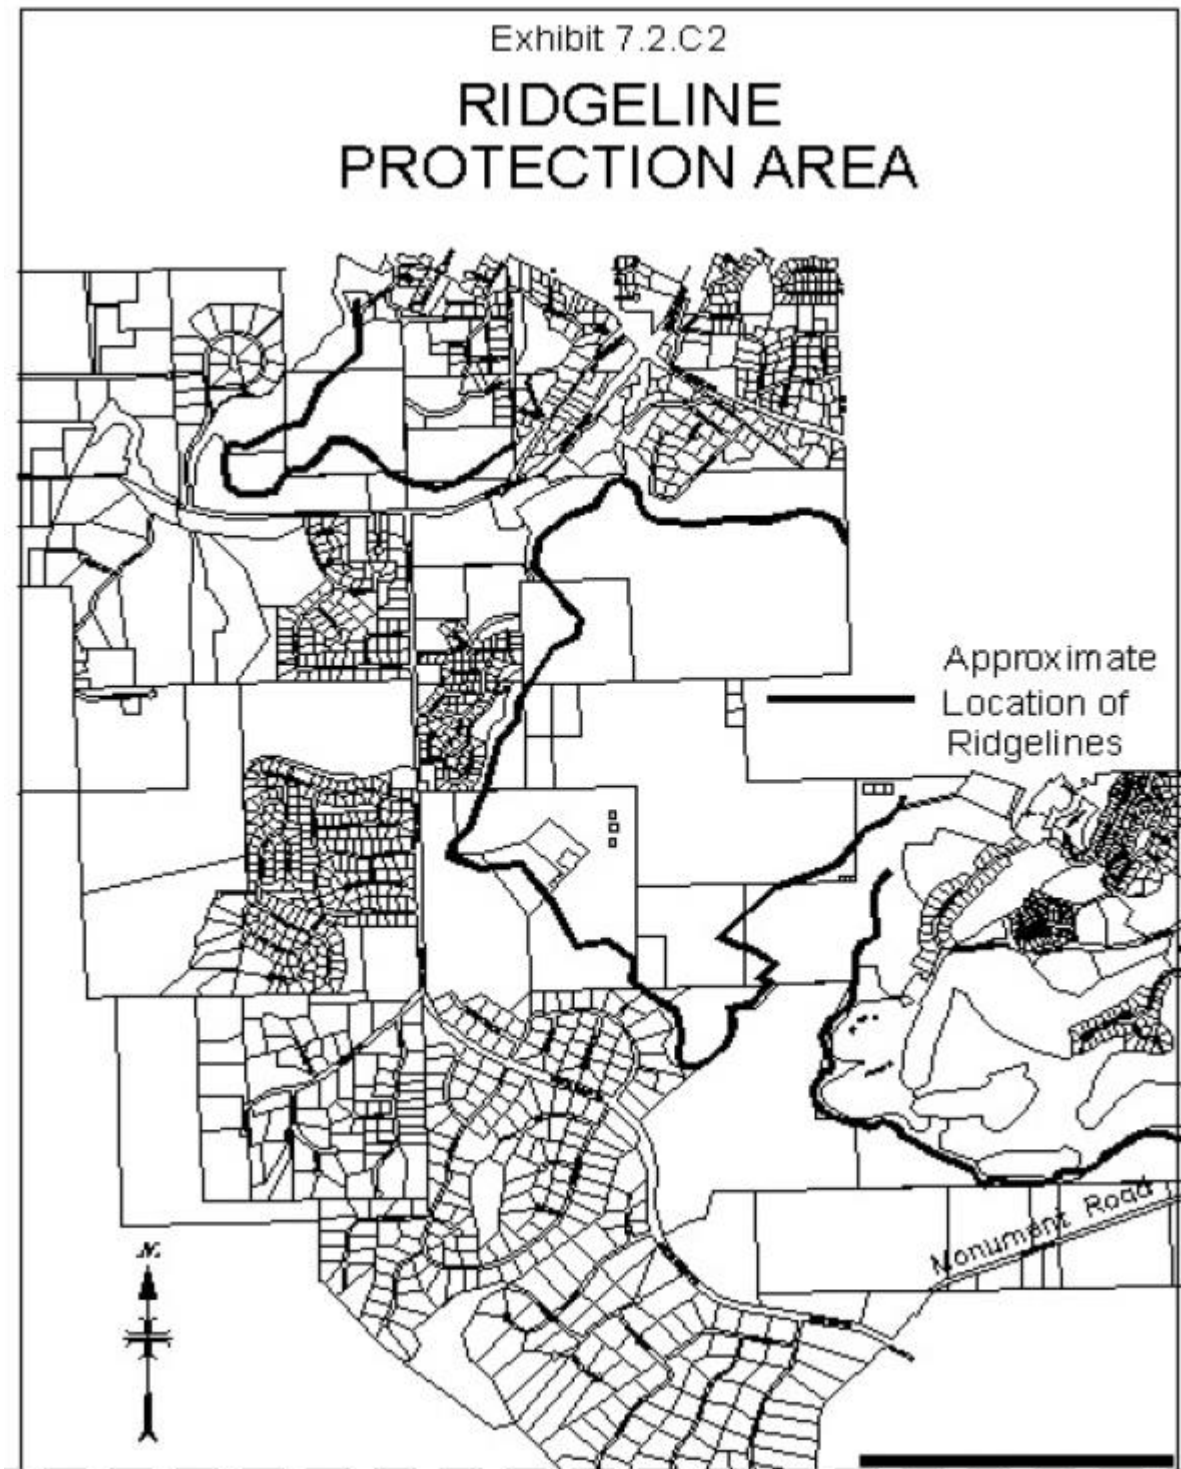 Exhibit 7.2.C2
RIDGELINE
PROTECTION AREA
Approximate
Location of
Ridgelines
Monument Road
N.